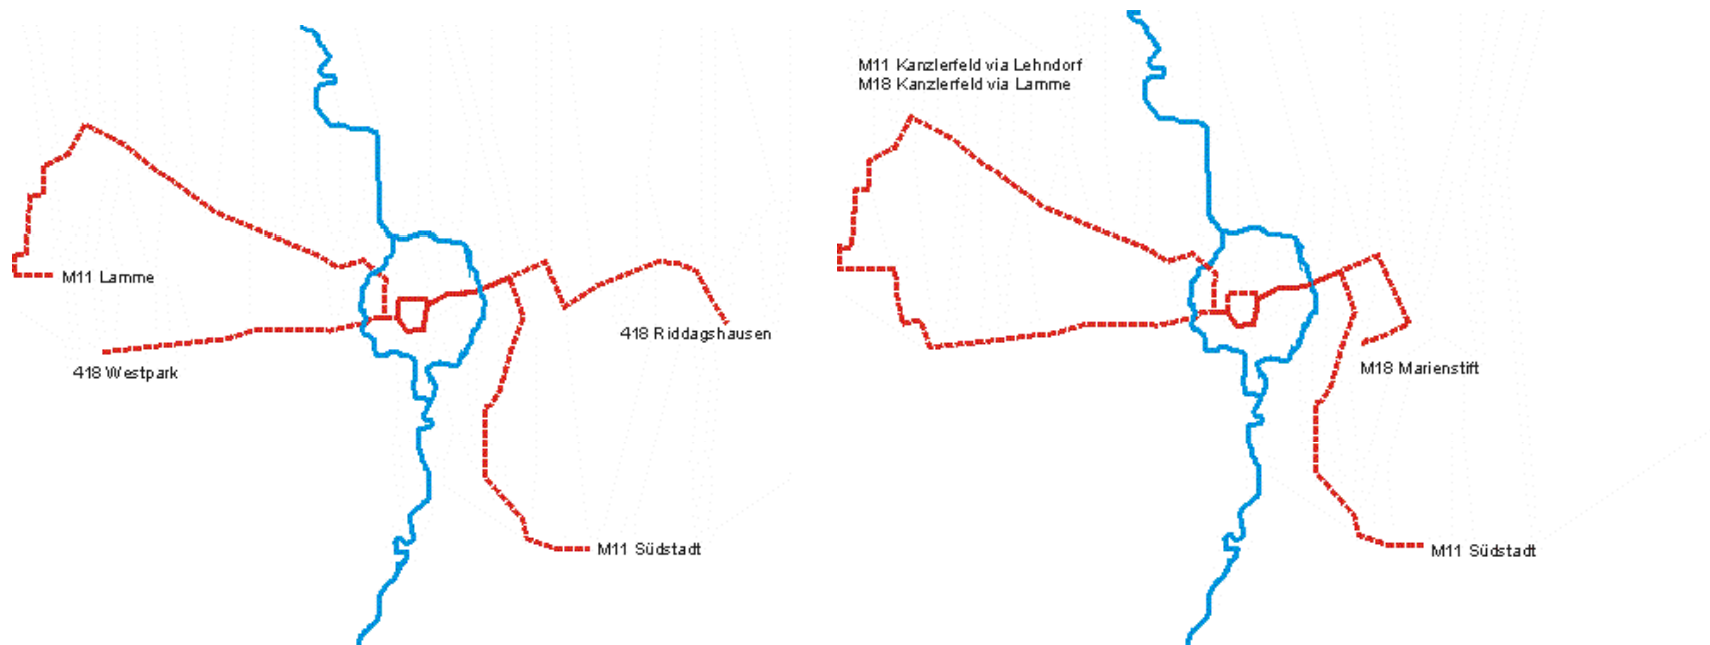 M11 Lamme
418 Westpark
418 Riddagshausen
M11 Südstadt
M11 Kanzlerfeld via Lehndorf
M18 Kanzlerfeld via Lamme
M18 Marienstift
M11 Südstadt